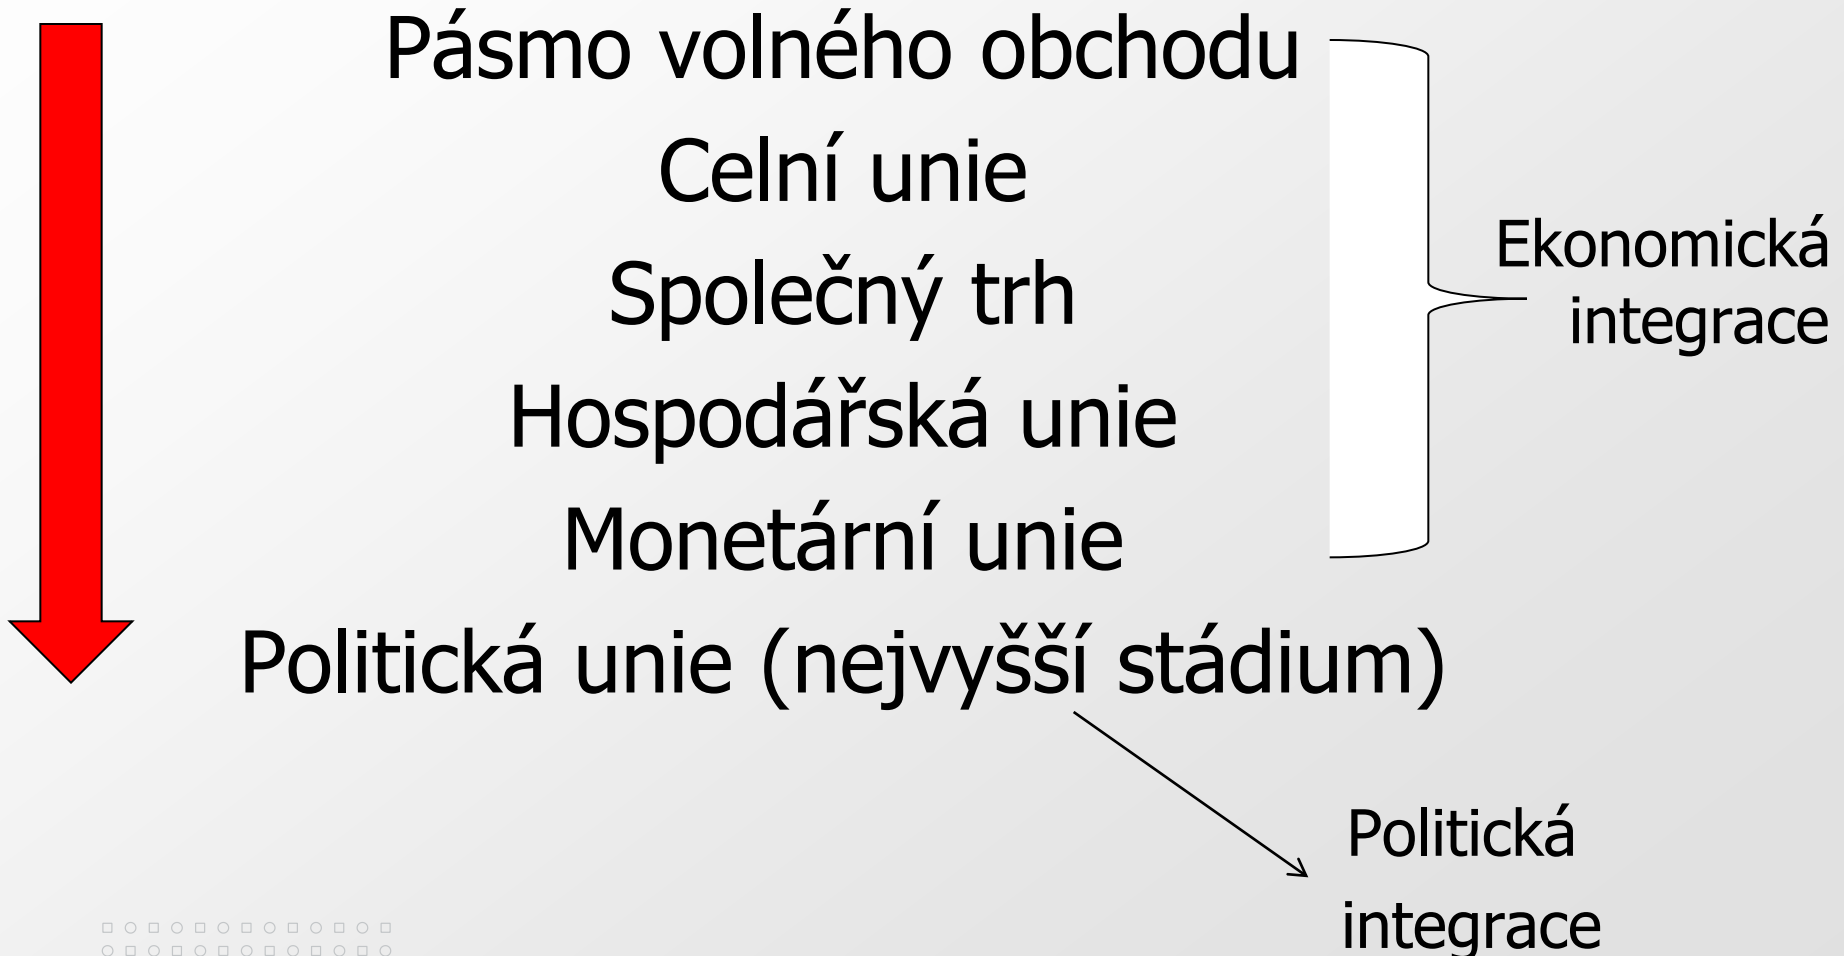 Pásmo volného obchodu
Celní unie
Společný trh
Hospodářská unie
Monetární unie
Politická unie (nejvyšší stádium)
Ekonomická
integrace
Politická
integrace